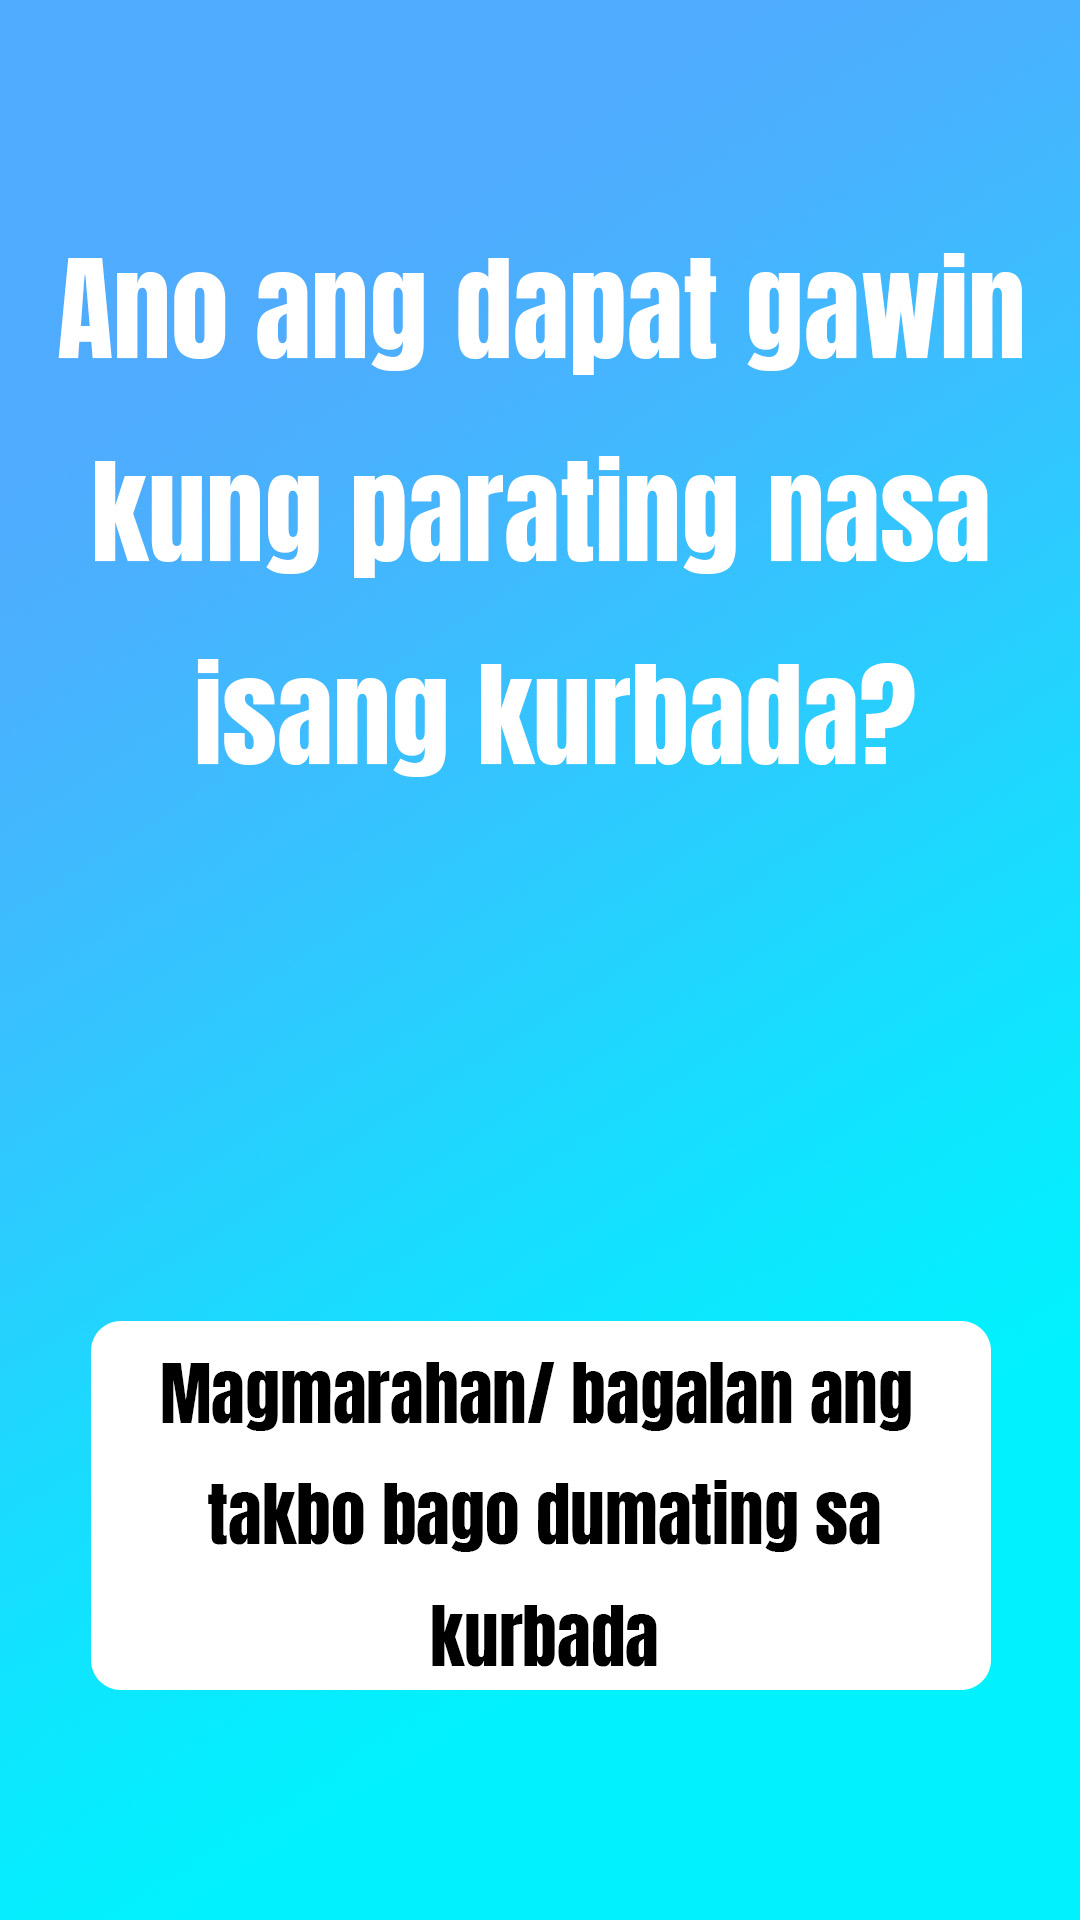 Ano ang dapat gawin
kung parating nasa
isang kurbada?
Magmarahan/ bagalan ang
takbo bago dumating sa
kurbada